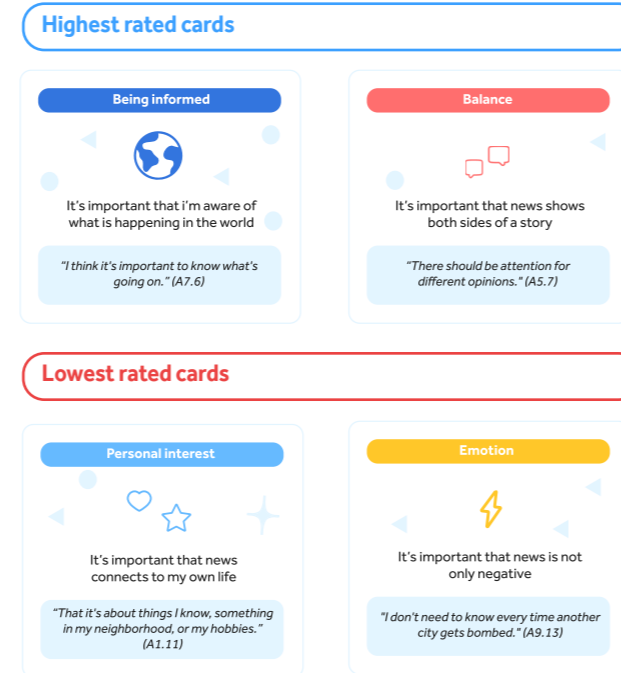 Highest rated cards
Being informed
It's important that i'm aware of
what is happening in the world
"I think it's important to know what's
going on." (A7.6)
Balance
It's important that news shows
both sides of a story
"There should be attention for
different opinions." (A5.7)
Lowest rated cards
Personal interest
It's important that news
connects to my own life
"That it's about things I know, something
in my neighborhood, or my hobbies."
(A1.11)
Emotion
It's important that news is not
only negative
"I don't need to know every time another
city gets bombed." (A9.13)